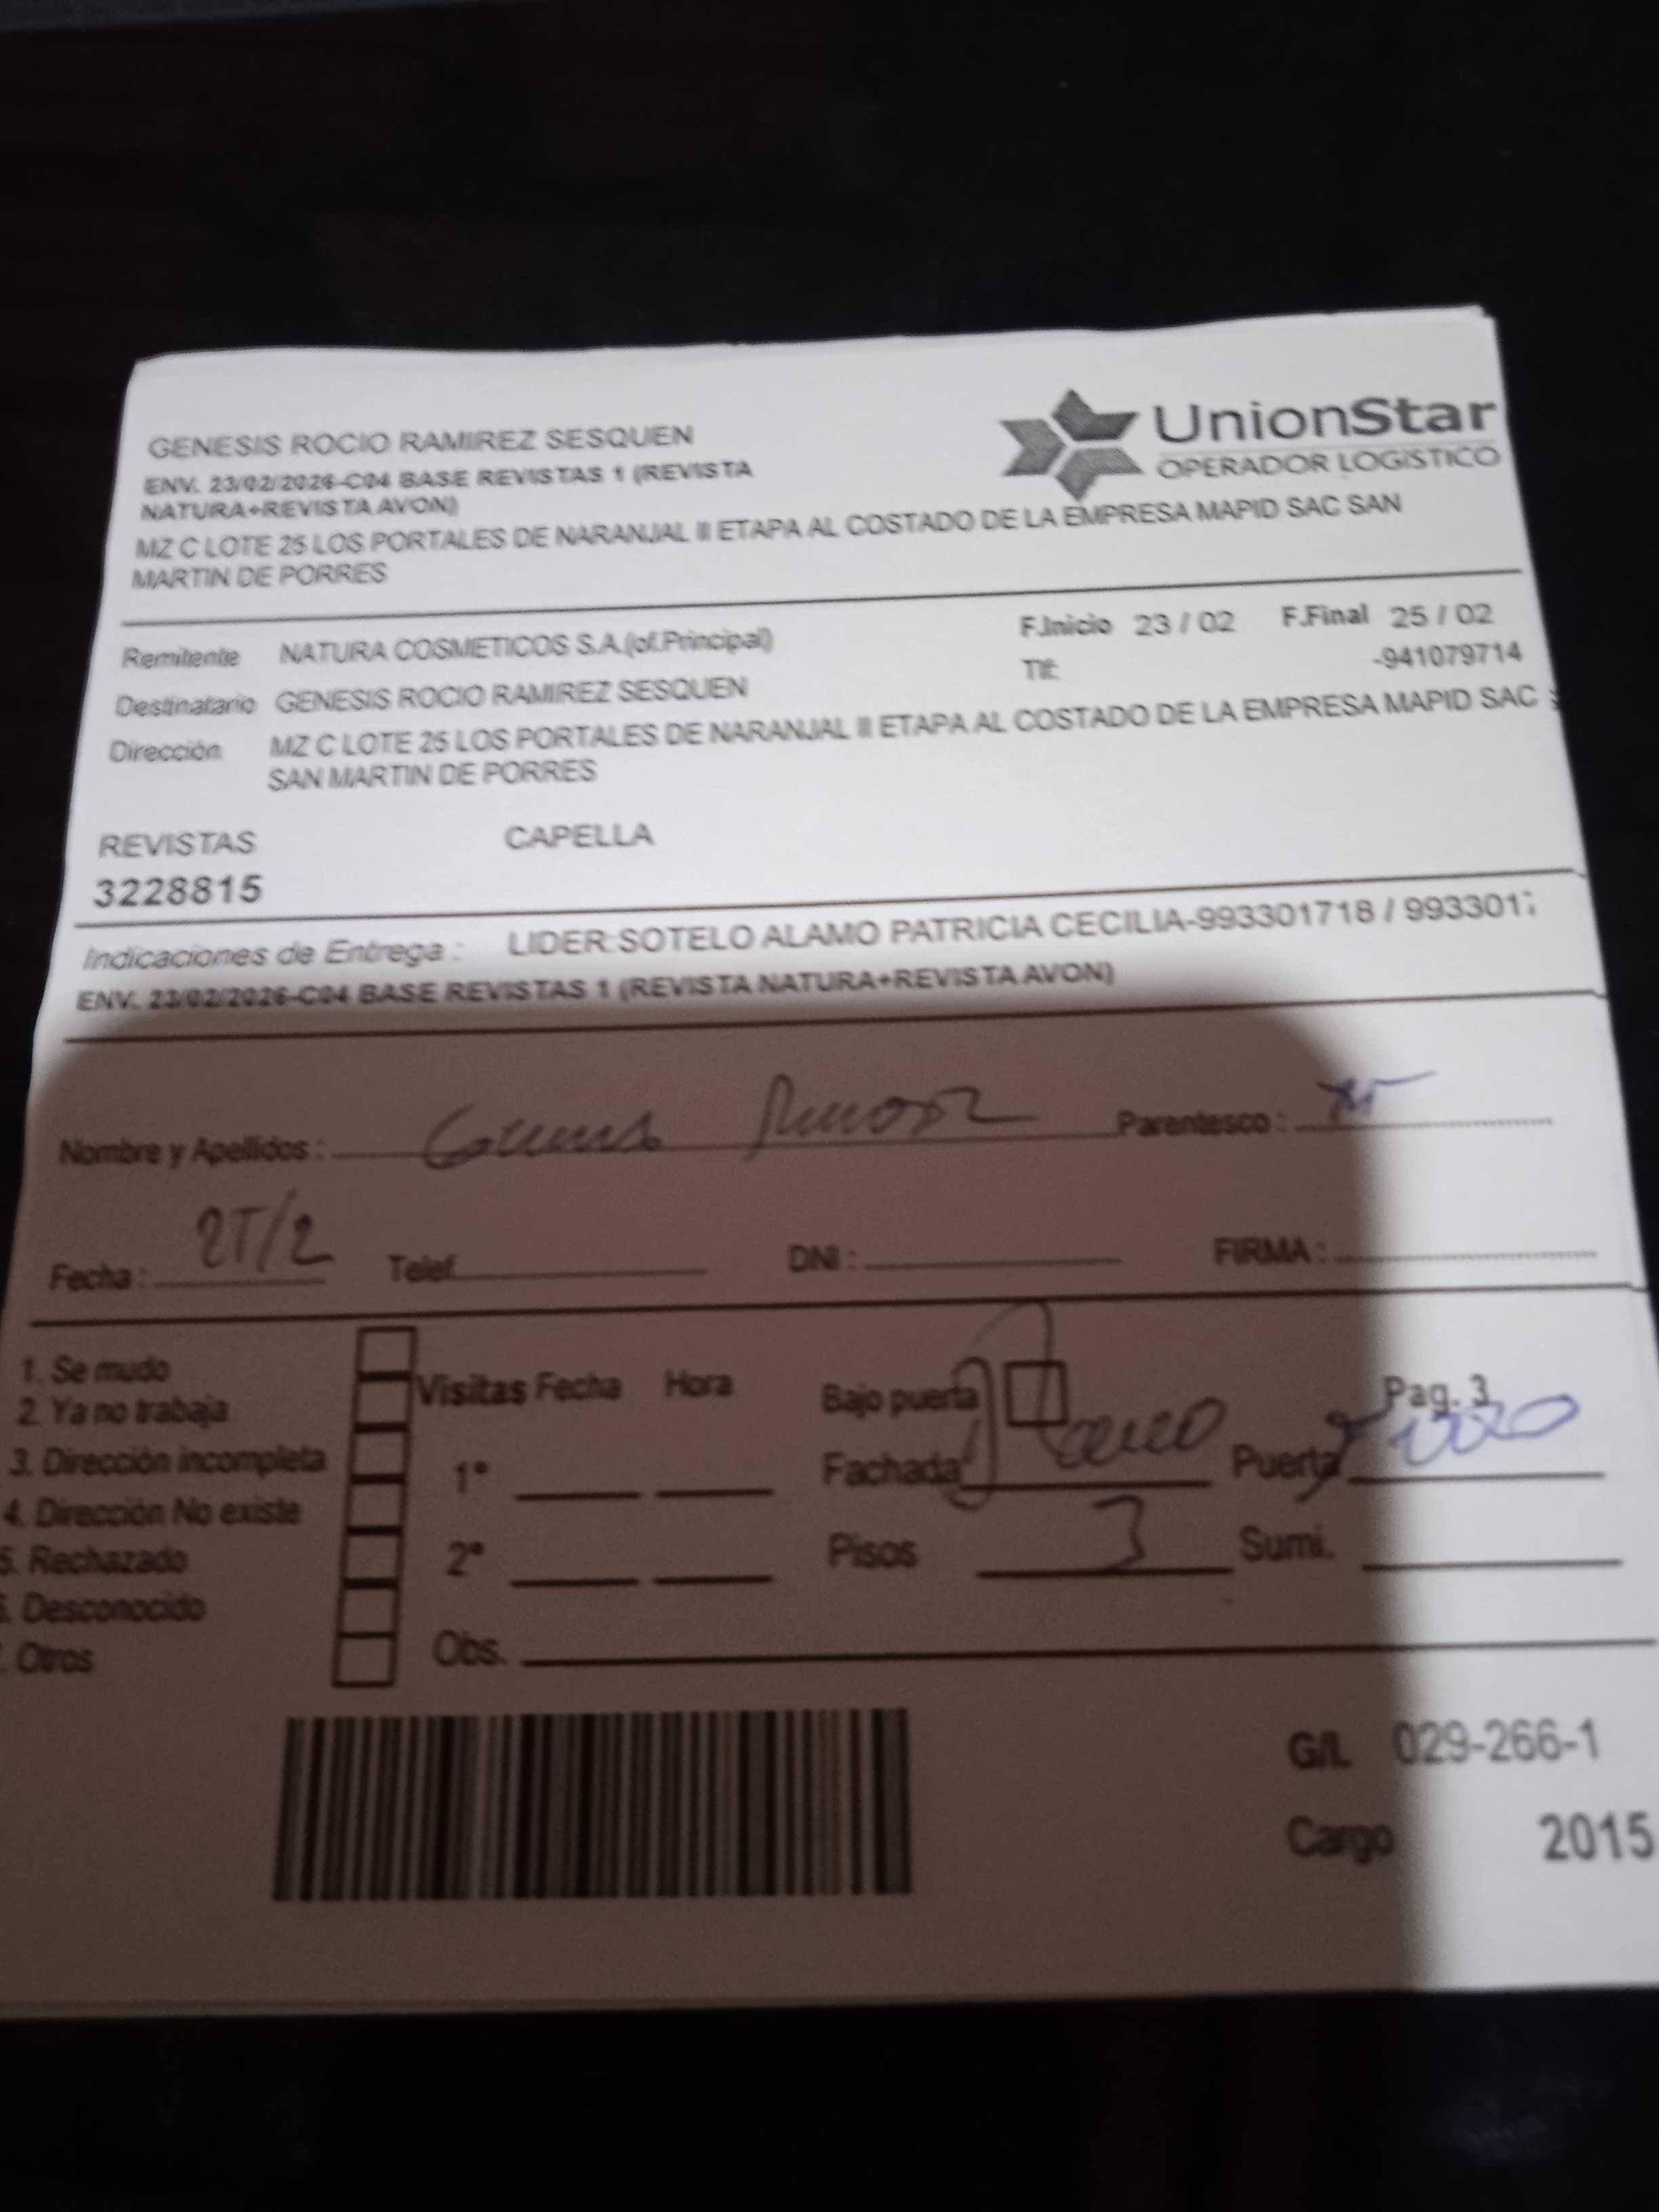 GENESIS ROCIO RAMIREZ SESQUEN
UnionStar
OPERADOR LOGÍSTICO
ENV. 23/02/2026-C04 BASE REVISTAS 1 (REVISTA
NATURA+REVISTA AVON)
MZ C LOTE 25 LOS PORTALES DE NARANJAL II ETAPA AL COSTADO DE LA EMPRESA MAPID SAC SAN
MARTIN DE PORRES
Remitente NATURA COSMETICOS S.A.(of.Principal) F.Inicio 23 / 02 F.Final 25 / 02
Destinatario GENESIS ROCIO RAMIREZ SESQUEN Tlf: -941079714
Dirección MZ C LOTE 25 LOS PORTALES DE NARANJAL II ETAPA AL COSTADO DE LA EMPRESA MAPID SAC
SAN MARTIN DE PORRES
REVISTAS CAPELLA
3228815
Indicaciones de Entrega : LIDER:SOTELO ALAMO PATRICIA CECILIA-993301718 / 993301
ENV. 23/02/2026-C04 BASE REVISTAS 1 (REVISTA NATURA+REVISTA AVON)
Nombre y Apellidos : Parentesco :
Fecha : Telef. DNI : FIRMA :
1. Se mudo
2. Ya no trabaja
3. Dirección incompleta
4. Dirección No existe
5. Rechazado
6. Desconocido
. Otros
Visitas Fecha Hora
1°
2°
Obs.
Bajo puerta Pag. 3
Fachada Puerta
Pisos 3 Sumi.
G/L 029-266-1
Cargo 2015